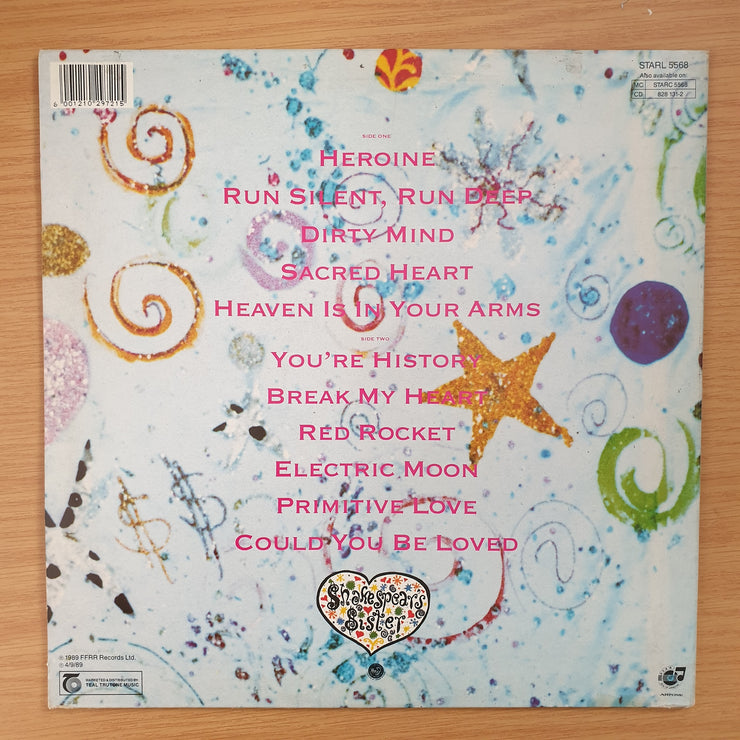 STARL 5568
Also available on:
MC STARC 5568
CD 828 131-2
6 001210 297215
SIDE ONE
HEROINE
RUN SILENT, RUN DEEP
DIRTY MIND
SACRED HEART
HEAVEN IS IN YOUR ARMS
SIDE TWO
YOU'RE HISTORY
BREAK MY HEART
RED ROCKET
ELECTRIC MOON
PRIMITIVE LOVE
COULD YOU BE LOVED
Shakespears
Sister
℗ 1989 FFRR Records Ltd.
℗ 4/9/89
MARKETED & DISTRIBUTED BY
TEAL TRUTONE MUSIC